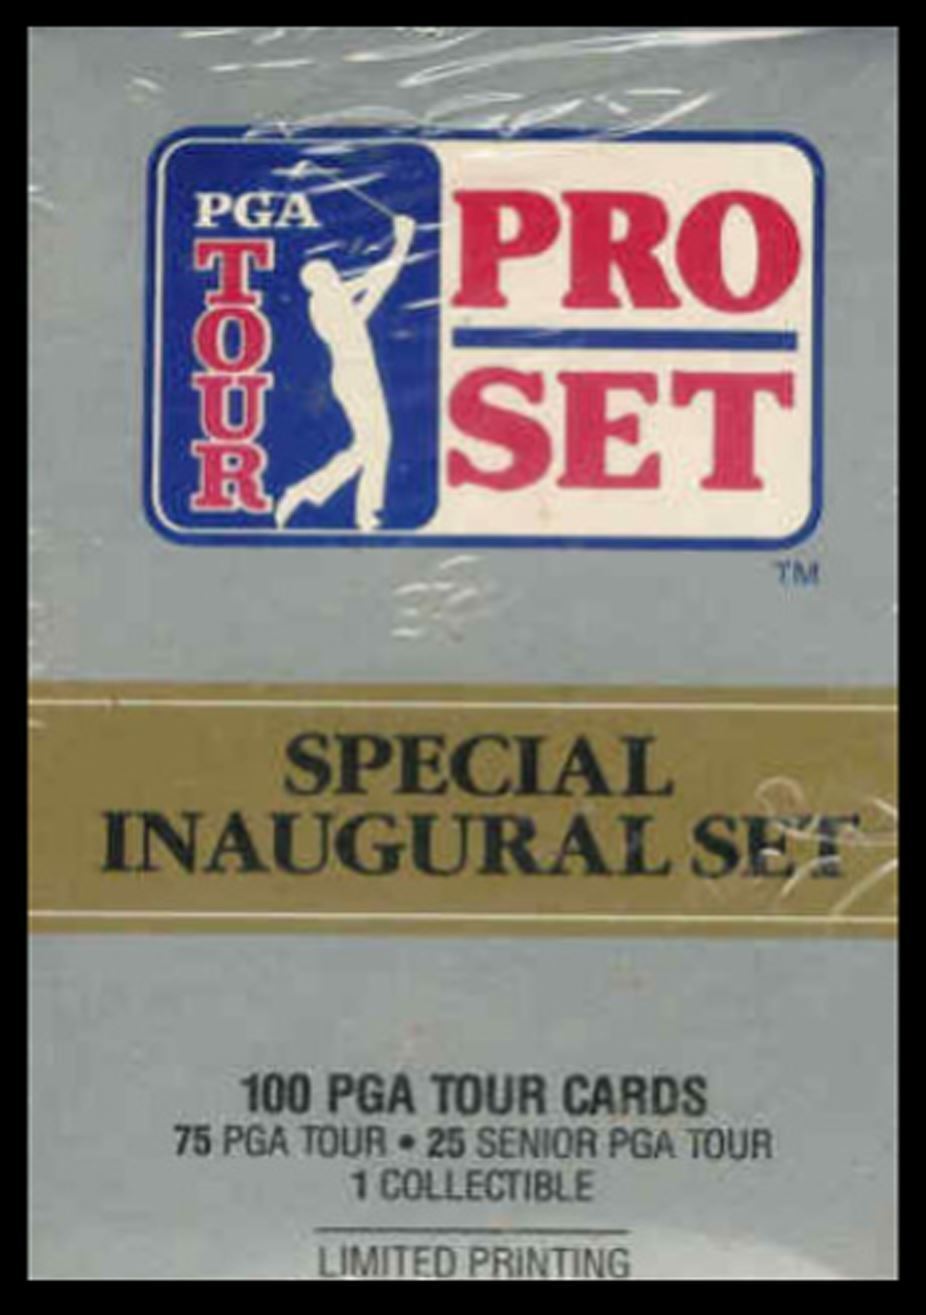 PGA
TOUR
PRO
SET
TM
SPECIAL
INAUGURAL SET
100 PGA TOUR CARDS
75 PGA TOUR • 25 SENIOR PGA TOUR
1 COLLECTIBLE
LIMITED PRINTING